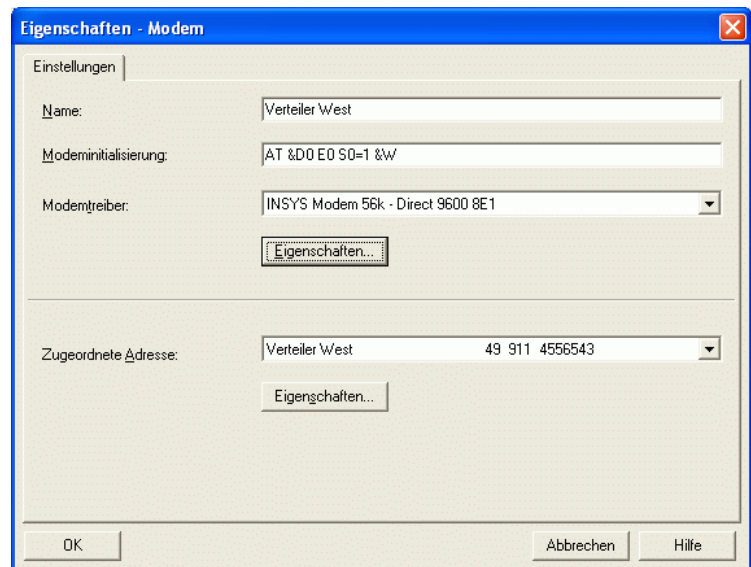 Eigenschaften - Modem
Einstellungen
Name: Verteiler West
Modeminitialisierung: AT &D0 E0 S0=1 &W
Modemtreiber: INSYS Modem 56k - Direct 9600 8E1
Eigenschaften...
Zugeordnete Adresse: Verteiler West 49 911 4556543
Eigenschaften...
OK Abbrechen Hilfe